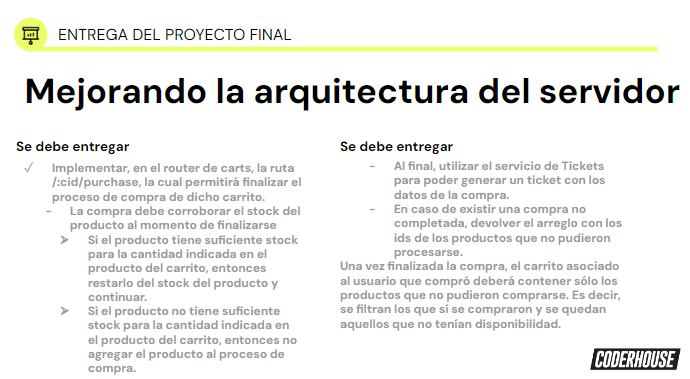 ENTREGA DEL PROYECTO FINAL
Mejorando la arquitectura del servidor
Se debe entregar
✓ Implementar, en el router de carts, la ruta
/:cid/purchase, la cual permitirá finalizar el
proceso de compra de dicho carrito.
- La compra debe corroborar el stock del
producto al momento de finalizarse
➤ Si el producto tiene suficiente stock
para la cantidad indicada en el
producto del carrito, entonces
restarlo del stock del producto y
continuar.
➤ Si el producto no tiene suficiente
stock para la cantidad indicada en
el producto del carrito, entonces no
agregar el producto al proceso de
compra.
Se debe entregar
- Al final, utilizar el servicio de Tickets
para poder generar un ticket con los
datos de la compra.
- En caso de existir una compra no
completada, devolver el arreglo con los
ids de los productos que no pudieron
procesarse.
Una vez finalizada la compra, el carrito asociado
al usuario que compró deberá contener sólo los
productos que no pudieron comprarse. Es decir,
se filtran los que sí se compraron y se quedan
aquellos que no tenían disponibilidad.
CODERHOUSE